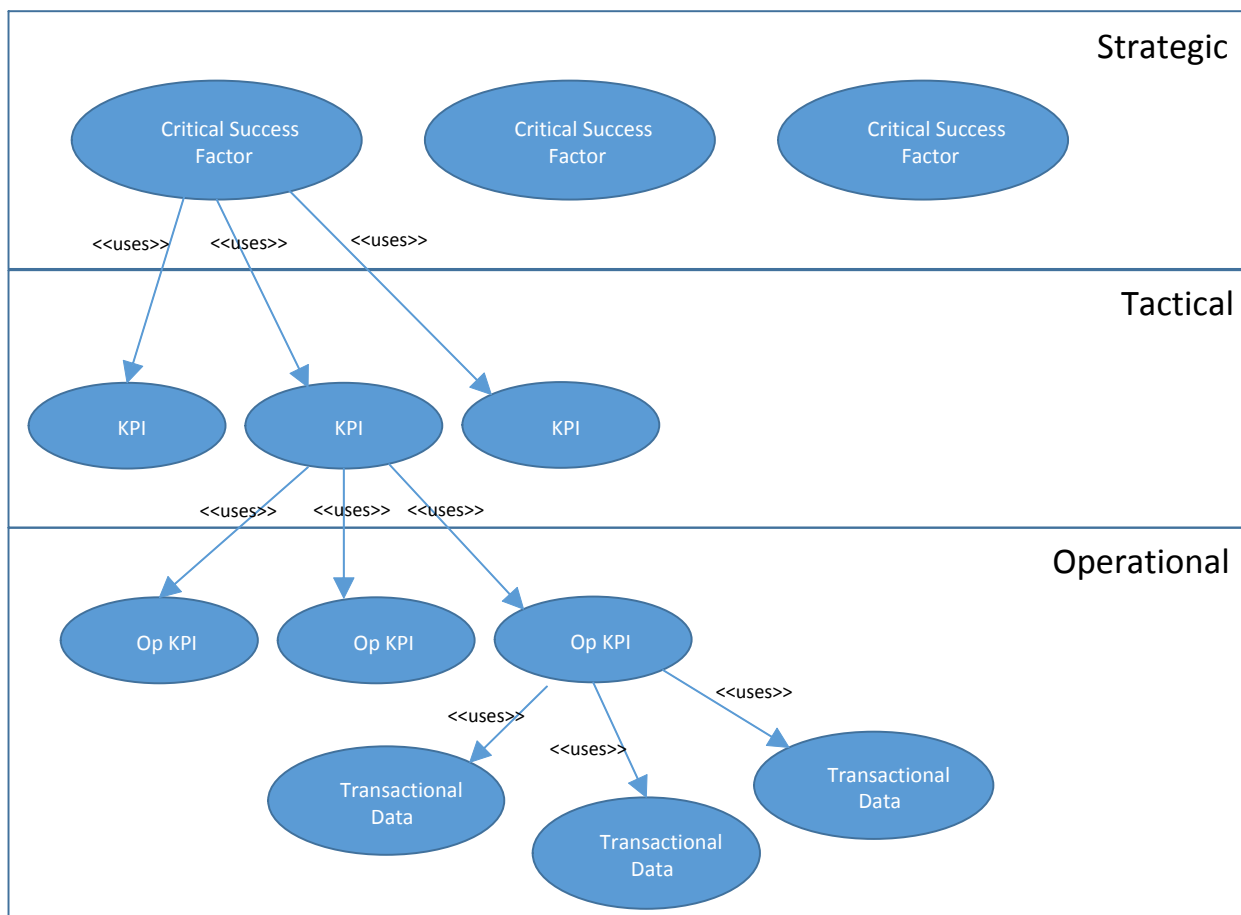 Strategic
Critical Success
Factor
Critical Success
Factor
Critical Success
Factor
<<uses>>
<<uses>>
<<uses>>
Tactical
KPI
KPI
KPI
<<uses>>
<<uses>>
<<uses>>
Operational
Op KPI
Op KPI
Op KPI
<<uses>>
<<uses>>
<<uses>>
Transactional
Data
Transactional
Data
Transactional
Data